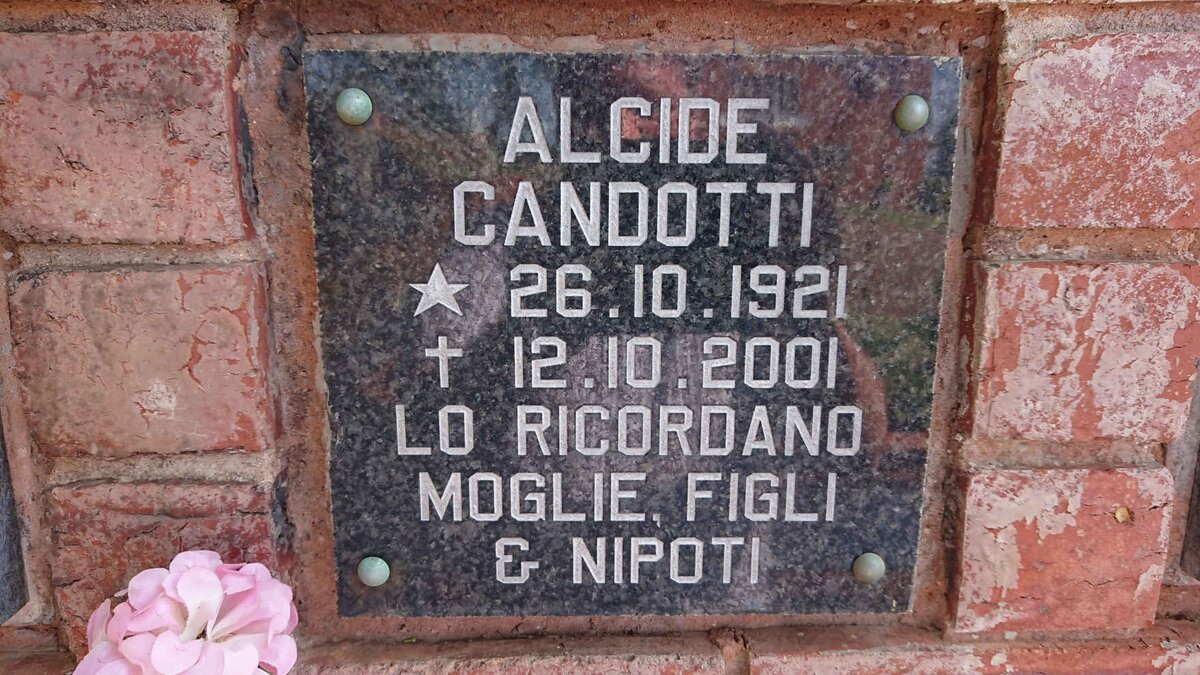 ALCIDE
CANDOTTI
★ 26.10.1921
✝ 12.10.2001
LO RICORDANO
MOGLIE, FIGLI
& NIPOTI